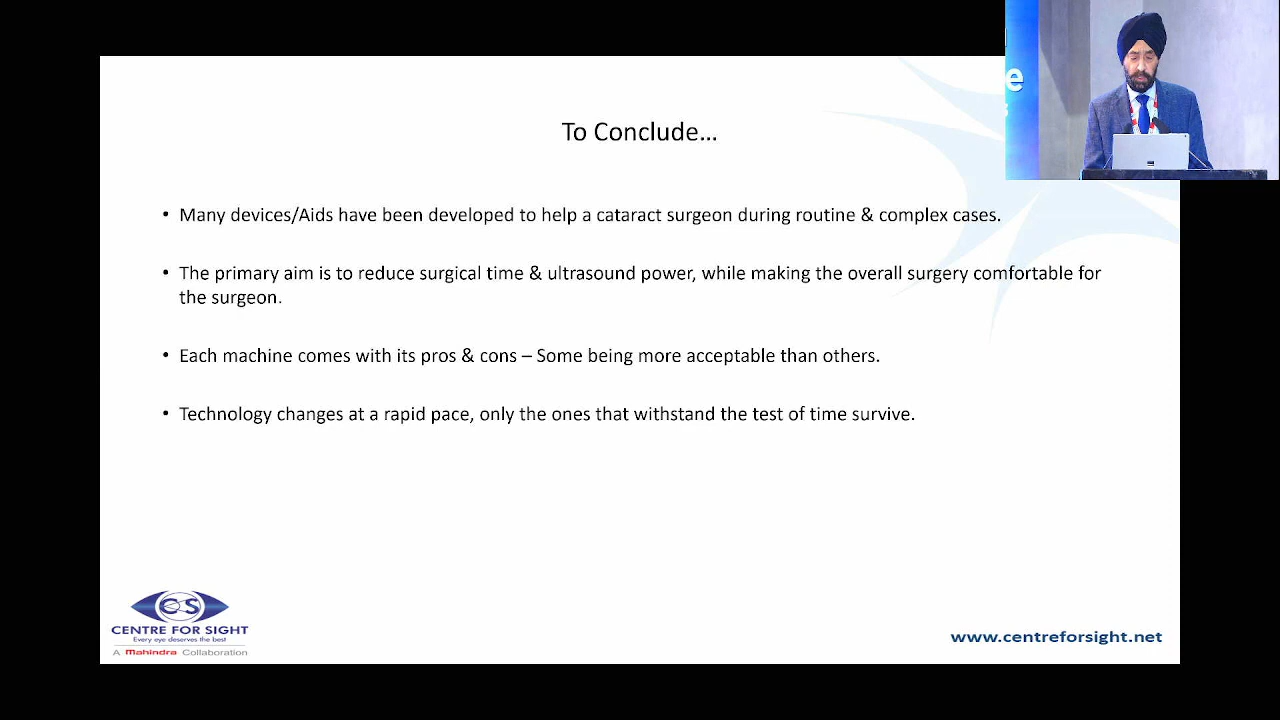 To Conclude...
• Many devices/Aids have been developed to help a cataract surgeon during routine & complex cases.
• The primary aim is to reduce surgical time & ultrasound power, while making the overall surgery comfortable for
the surgeon.
• Each machine comes with its pros & cons – Some being more acceptable than others.
• Technology changes at a rapid pace, only the ones that withstand the test of time survive.
CS
CENTRE FOR SIGHT
Every eye deserves the best
A Mahindra Collaboration
www.centreforsight.net